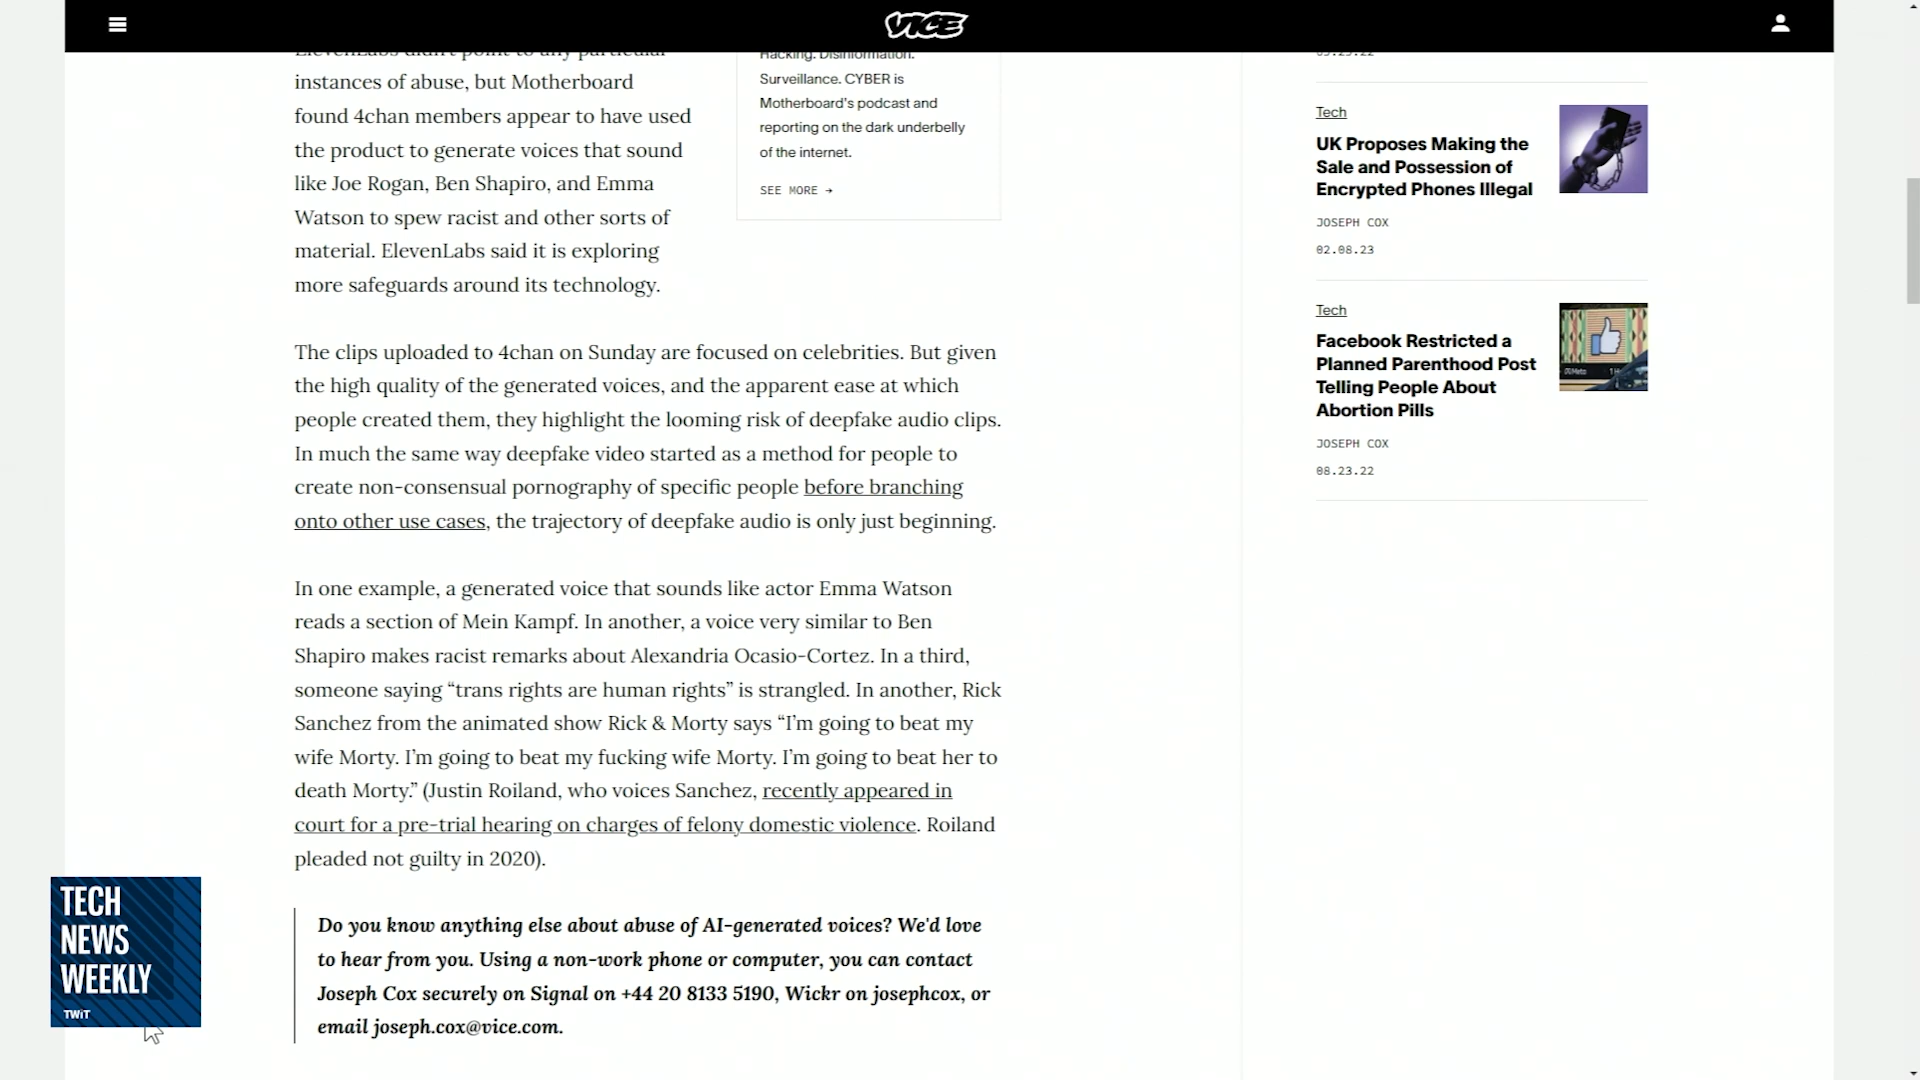 VICE
ElevenLabs didn't point to any particular
instances of abuse, but Motherboard
found 4chan members appear to have used
the product to generate voices that sound
like Joe Rogan, Ben Shapiro, and Emma
Watson to spew racist and other sorts of
material. ElevenLabs said it is exploring
more safeguards around its technology.
Hacking. Disinformation.
Surveillance. CYBER is
Motherboard's podcast and
reporting on the dark underbelly
of the internet.
SEE MORE →
The clips uploaded to 4chan on Sunday are focused on celebrities. But given
the high quality of the generated voices, and the apparent ease at which
people created them, they highlight the looming risk of deepfake audio clips.
In much the same way deepfake video started as a method for people to
create non-consensual pornography of specific people before branching
onto other use cases, the trajectory of deepfake audio is only just beginning.
In one example, a generated voice that sounds like actor Emma Watson
reads a section of Mein Kampf. In another, a voice very similar to Ben
Shapiro makes racist remarks about Alexandria Ocasio-Cortez. In a third,
someone saying “trans rights are human rights” is strangled. In another, Rick
Sanchez from the animated show Rick & Morty says “I'm going to beat my
wife Morty. I'm going to beat my fucking wife Morty. I'm going to beat her to
death Morty.” (Justin Roiland, who voices Sanchez, recently appeared in
court for a pre-trial hearing on charges of felony domestic violence. Roiland
pleaded not guilty in 2020).
Do you know anything else about abuse of AI-generated voices? We'd love
to hear from you. Using a non-work phone or computer, you can contact
Joseph Cox securely on Signal on +44 20 8133 5190, Wickr on josephcox, or
email joseph.cox@vice.com.
Tech
UK Proposes Making the
Sale and Possession of
Encrypted Phones Illegal
JOSEPH COX
02.08.23
Tech
Facebook Restricted a
Planned Parenthood Post
Telling People About
Abortion Pills
JOSEPH COX
08.23.22
TECH
NEWS
WEEKLY
TWiT